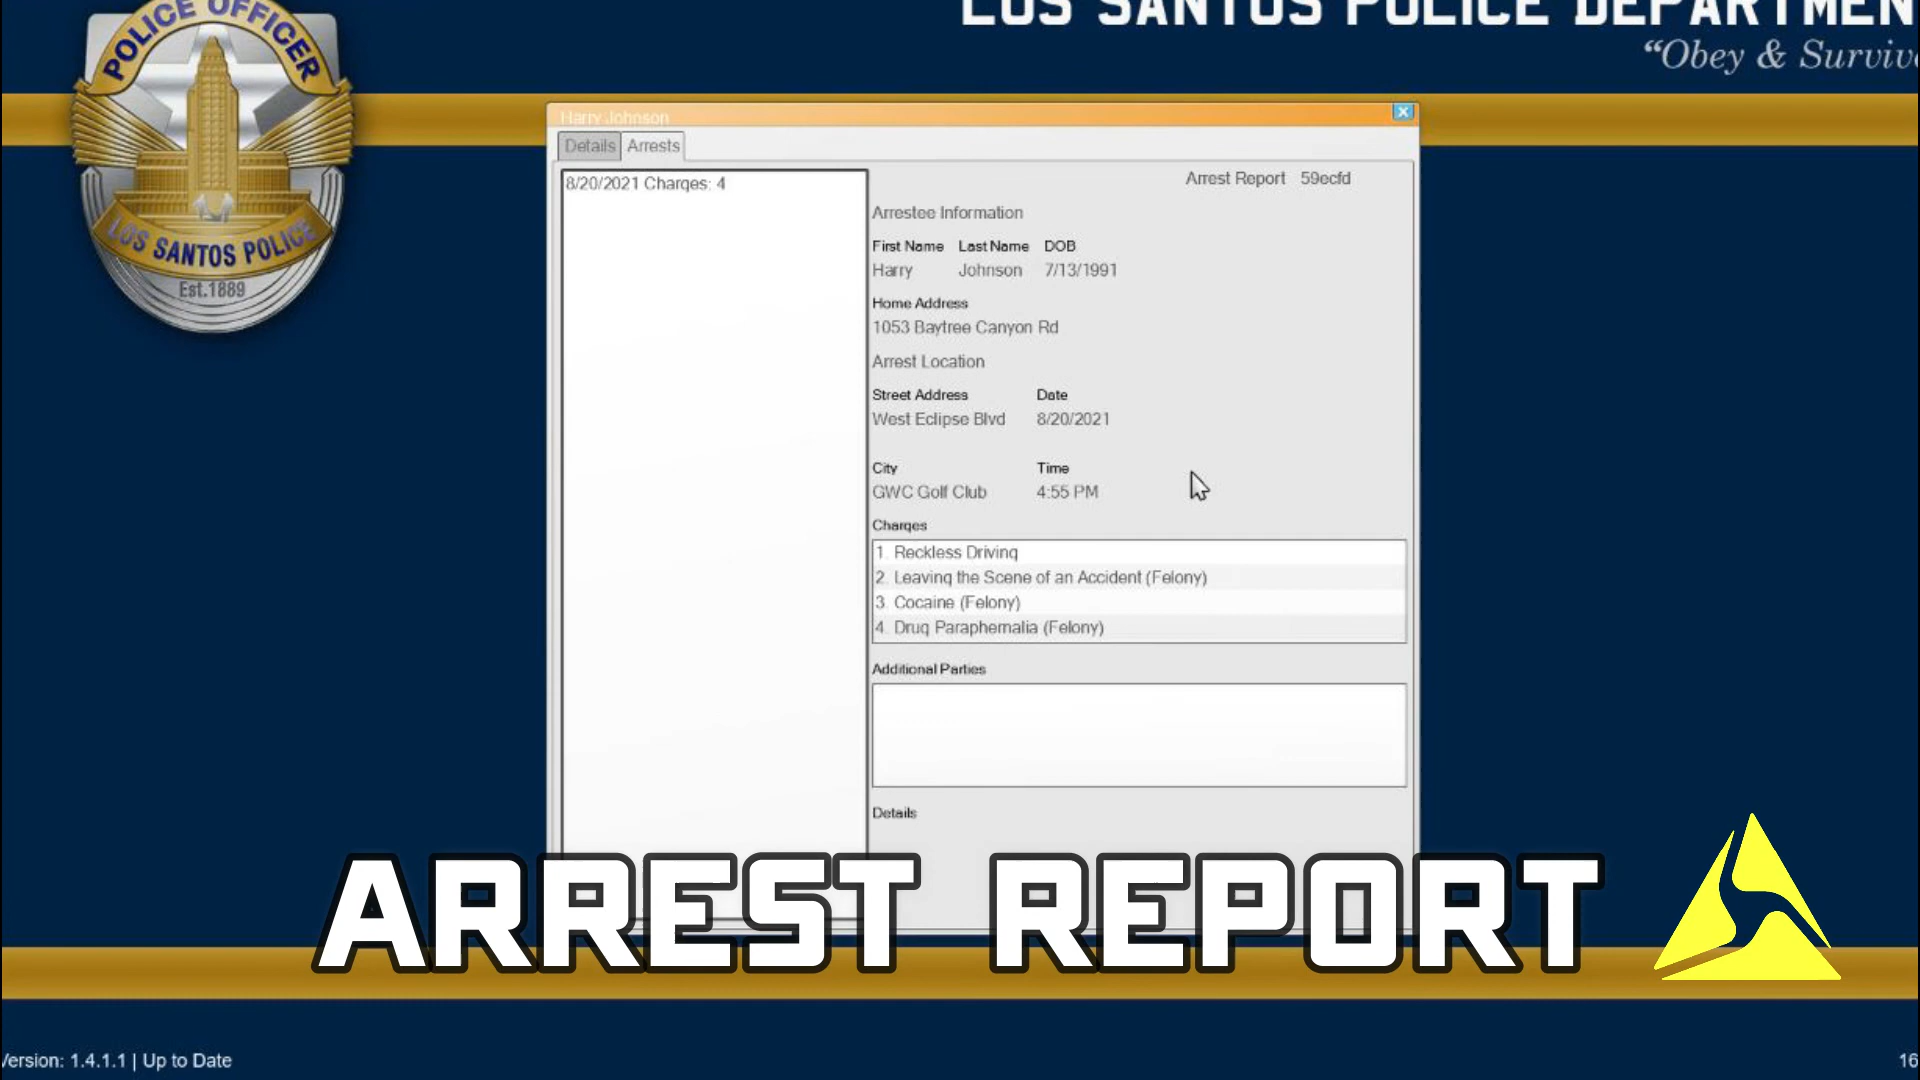 LOS SANTOS POLICE DEPARTMEN
“Obey & Surviv
POLICE OFFICER
LOS SANTOS POLICE
Est.1889
Harry Johnson
Details Arrests
8/20/2021 Charges: 4
Arrest Report 59ecfd
Arrestee Information
First Name Last Name DOB
Harry Johnson 7/13/1991
Home Address
1053 Baytree Canyon Rd
Arrest Location
Street Address Date
West Eclipse Blvd 8/20/2021
City Time
GWC Golf Club 4:55 PM
Charges
1. Reckless Driving
2. Leaving the Scene of an Accident (Felony)
3. Cocaine (Felony)
4. Drug Paraphernalia (Felony)
Additional Parties
Details
ARREST REPORT
Version: 1.4.1.1 | Up to Date
16